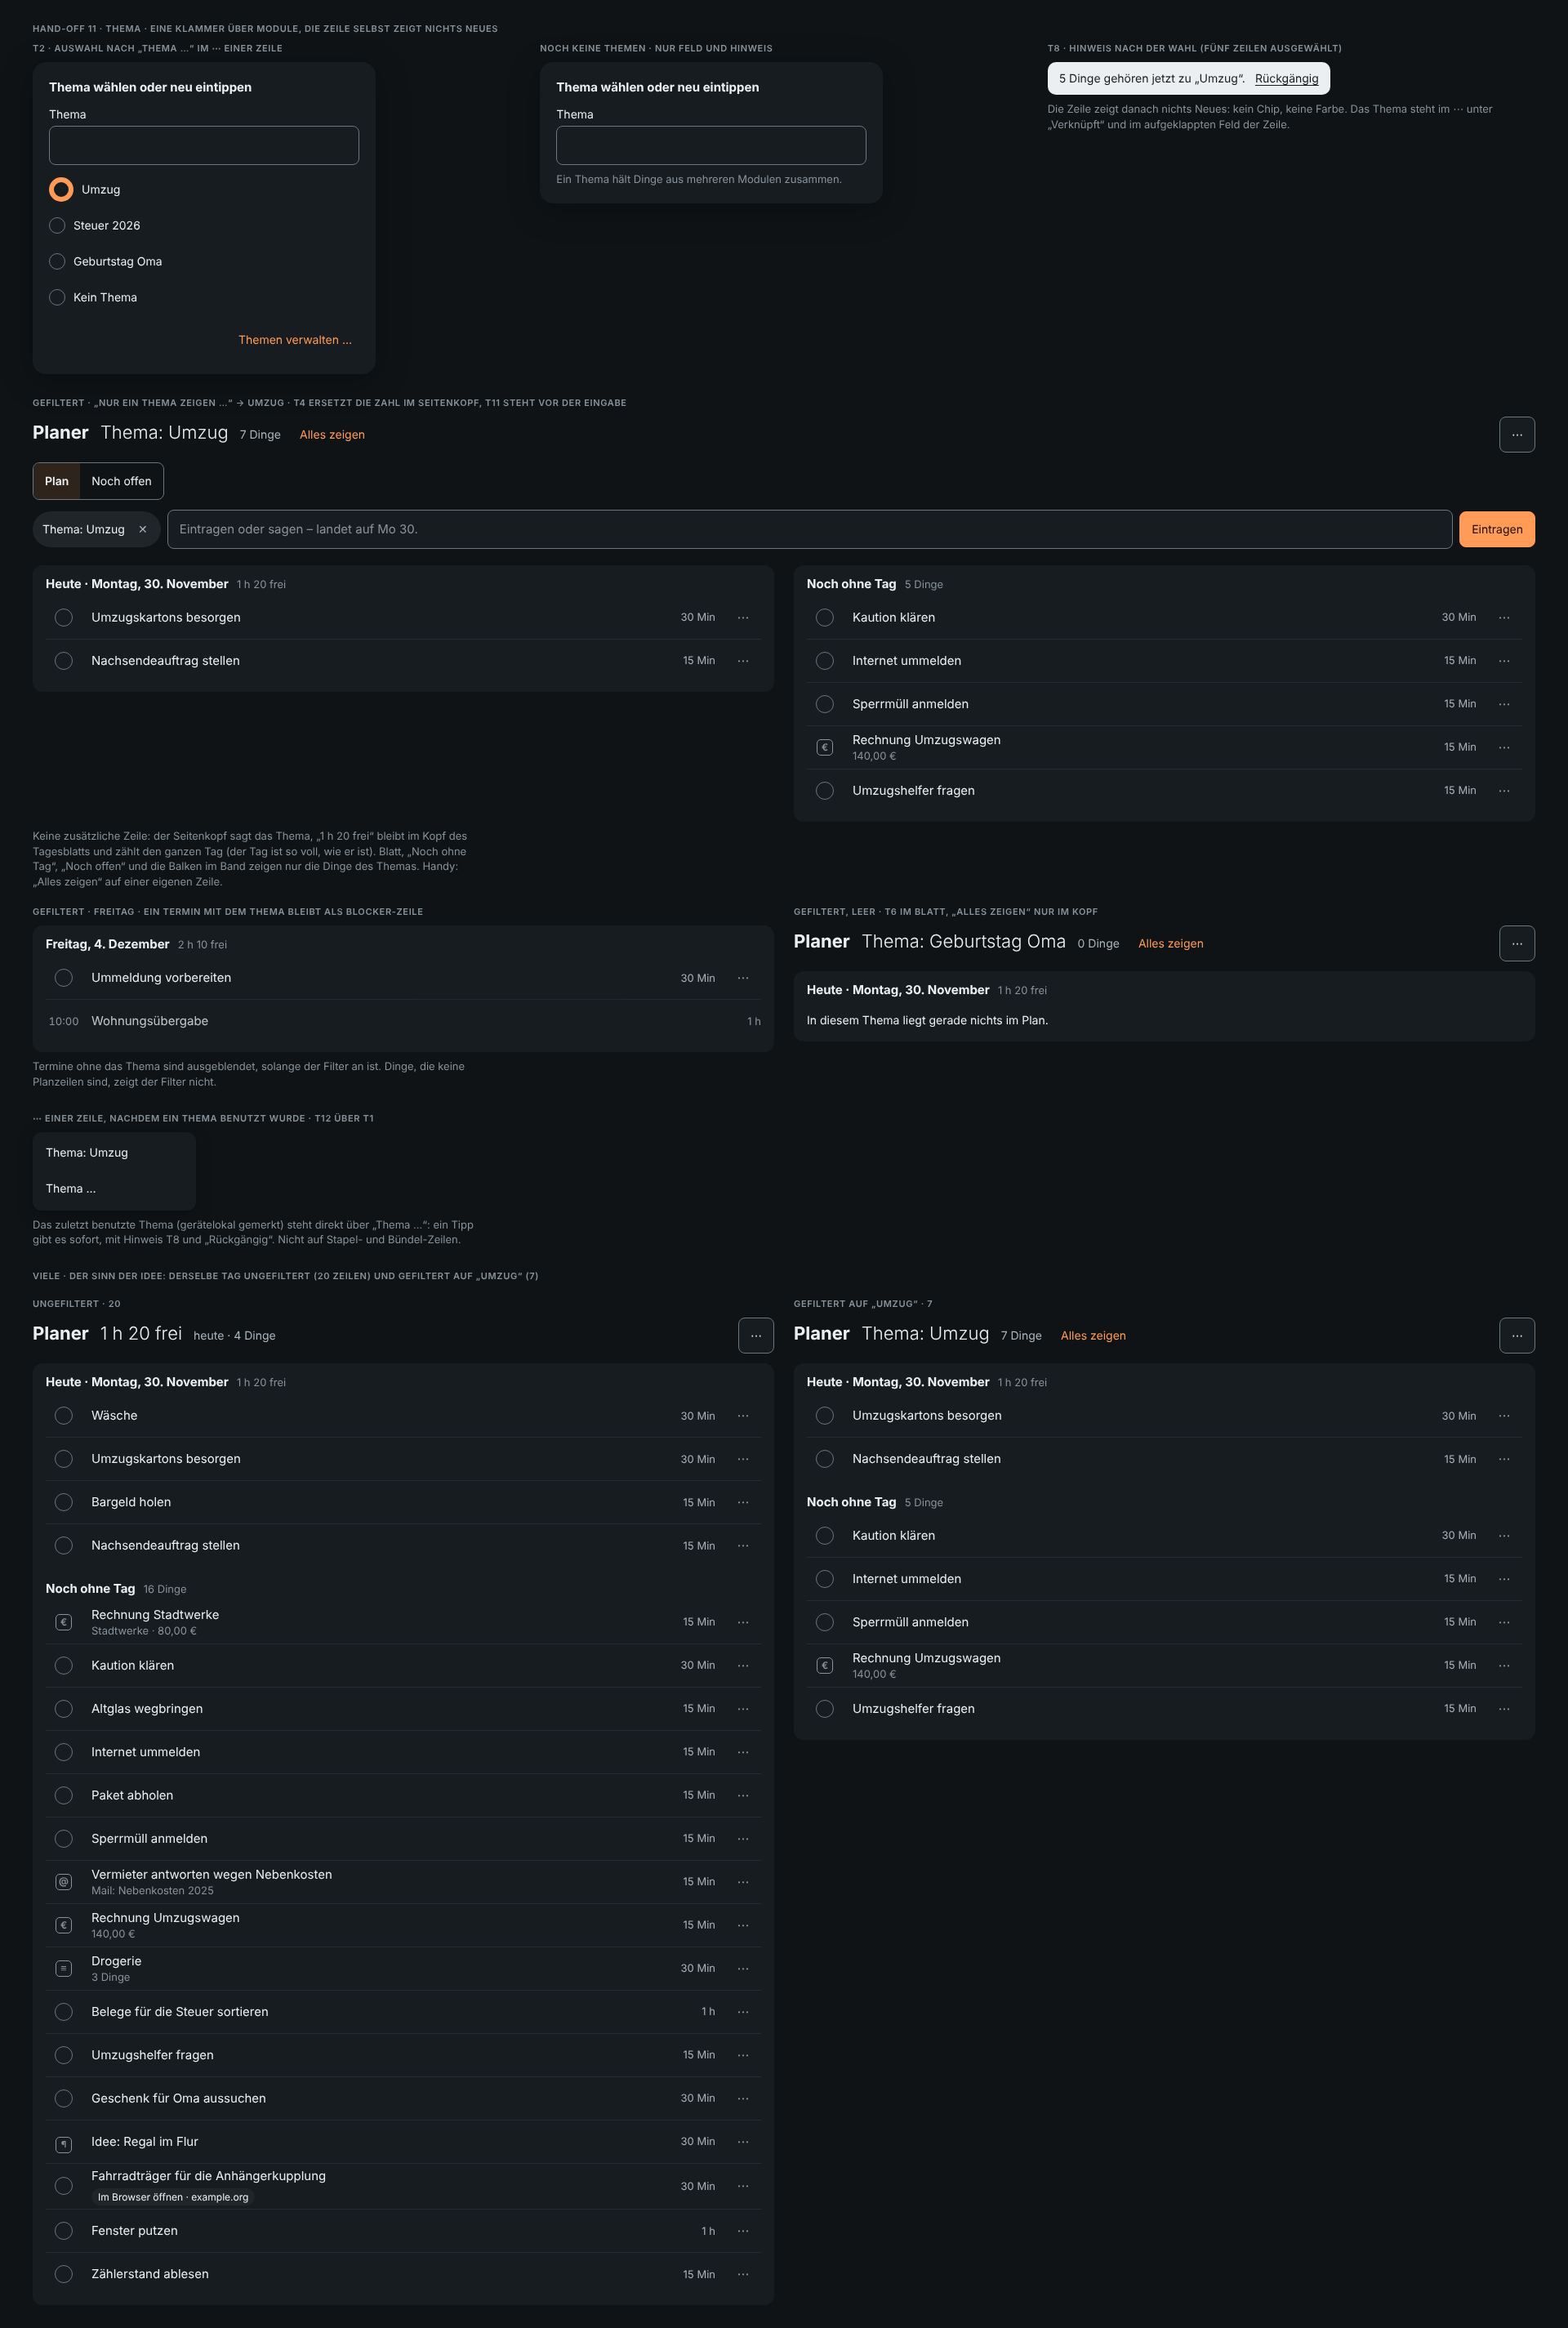 HAND-OFF 11 · THEMA · EINE KLAMMER ÜBER MODULE, DIE ZEILE SELBST ZEIGT NICHTS NEUES
T2 · AUSWAHL NACH „THEMA …“ IM ⋯ EINER ZEILE
Thema wählen oder neu eintippen
Thema
Umzug
Steuer 2026
Geburtstag Oma
Kein Thema
Themen verwalten …
NOCH KEINE THEMEN · NUR FELD UND HINWEIS
Thema wählen oder neu eintippen
Thema
Ein Thema hält Dinge aus mehreren Modulen zusammen.
T8 · HINWEIS NACH DER WAHL (FÜNF ZEILEN AUSGEWÄHLT)
5 Dinge gehören jetzt zu „Umzug“. Rückgängig
Die Zeile zeigt danach nichts Neues: kein Chip, keine Farbe. Das Thema steht im ⋯ unter
„Verknüpft“ und im aufgeklappten Feld der Zeile.
GEFILTERT · „NUR EIN THEMA ZEIGEN …“ → UMZUG · T4 ERSETZT DIE ZAHL IM SEITENKOPF, T11 STEHT VOR DER EINGABE
Planer Thema: Umzug 7 Dinge Alles zeigen ⋯
Plan Noch offen
Thema: Umzug ✕ Eintragen oder sagen – landet auf Mo 30. Eintragen
Heute · Montag, 30. November 1 h 20 frei
Umzugskartons besorgen 30 Min ⋯
Nachsendeauftrag stellen 15 Min ⋯
Noch ohne Tag 5 Dinge
Kaution klären 30 Min ⋯
Internet ummelden 15 Min ⋯
Sperrmüll anmelden 15 Min ⋯
€ Rechnung Umzugswagen 15 Min ⋯
140,00 €
Umzugshelfer fragen 15 Min ⋯
Keine zusätzliche Zeile: der Seitenkopf sagt das Thema, „1 h 20 frei“ bleibt im Kopf des
Tagesblatts und zählt den ganzen Tag (der Tag ist so voll, wie er ist). Blatt, „Noch ohne
Tag“, „Noch offen“ und die Balken im Band zeigen nur die Dinge des Themas. Handy:
„Alles zeigen“ auf einer eigenen Zeile.
GEFILTERT · FREITAG · EIN TERMIN MIT DEM THEMA BLEIBT ALS BLOCKER-ZEILE
Freitag, 4. Dezember 2 h 10 frei
Ummeldung vorbereiten 30 Min ⋯
10:00 Wohnungsübergabe 1 h
Termine ohne das Thema sind ausgeblendet, solange der Filter an ist. Dinge, die keine
Planzeilen sind, zeigt der Filter nicht.
GEFILTERT, LEER · T6 IM BLATT, „ALLES ZEIGEN“ NUR IM KOPF
Planer Thema: Geburtstag Oma 0 Dinge Alles zeigen ⋯
Heute · Montag, 30. November 1 h 20 frei
In diesem Thema liegt gerade nichts im Plan.
⋯ EINER ZEILE, NACHDEM EIN THEMA BENUTZT WURDE · T12 ÜBER T1
Thema: Umzug
Thema …
Das zuletzt benutzte Thema (gerätelokal gemerkt) steht direkt über „Thema …“: ein Tipp
gibt es sofort, mit Hinweis T8 und „Rückgängig“. Nicht auf Stapel- und Bündel-Zeilen.
VIELE · DER SINN DER IDEE: DERSELBE TAG UNGEFILTERT (20 ZEILEN) UND GEFILTERT AUF „UMZUG“ (7)
UNGEFILTERT · 20
Planer 1 h 20 frei heute · 4 Dinge ⋯
Heute · Montag, 30. November 1 h 20 frei
Wäsche 30 Min ⋯
Umzugskartons besorgen 30 Min ⋯
Bargeld holen 15 Min ⋯
Nachsendeauftrag stellen 15 Min ⋯
Noch ohne Tag 16 Dinge
€ Rechnung Stadtwerke 15 Min ⋯
Stadtwerke · 80,00 €
Kaution klären 30 Min ⋯
Altglas wegbringen 15 Min ⋯
Internet ummelden 15 Min ⋯
Paket abholen 15 Min ⋯
Sperrmüll anmelden 15 Min ⋯
@ Vermieter antworten wegen Nebenkosten 15 Min ⋯
Mail: Nebenkosten 2025
€ Rechnung Umzugswagen 15 Min ⋯
140,00 €
≡ Drogerie 30 Min ⋯
3 Dinge
Belege für die Steuer sortieren 1 h ⋯
Umzugshelfer fragen 15 Min ⋯
Geschenk für Oma aussuchen 30 Min ⋯
¶ Idee: Regal im Flur 30 Min ⋯
Fahrradträger für die Anhängerkupplung 30 Min ⋯
Im Browser öffnen · example.org
Fenster putzen 1 h ⋯
Zählerstand ablesen 15 Min ⋯
GEFILTERT AUF „UMZUG“ · 7
Planer Thema: Umzug 7 Dinge Alles zeigen ⋯
Heute · Montag, 30. November 1 h 20 frei
Umzugskartons besorgen 30 Min ⋯
Nachsendeauftrag stellen 15 Min ⋯
Noch ohne Tag 5 Dinge
Kaution klären 30 Min ⋯
Internet ummelden 15 Min ⋯
Sperrmüll anmelden 15 Min ⋯
€ Rechnung Umzugswagen 15 Min ⋯
140,00 €
Umzugshelfer fragen 15 Min ⋯